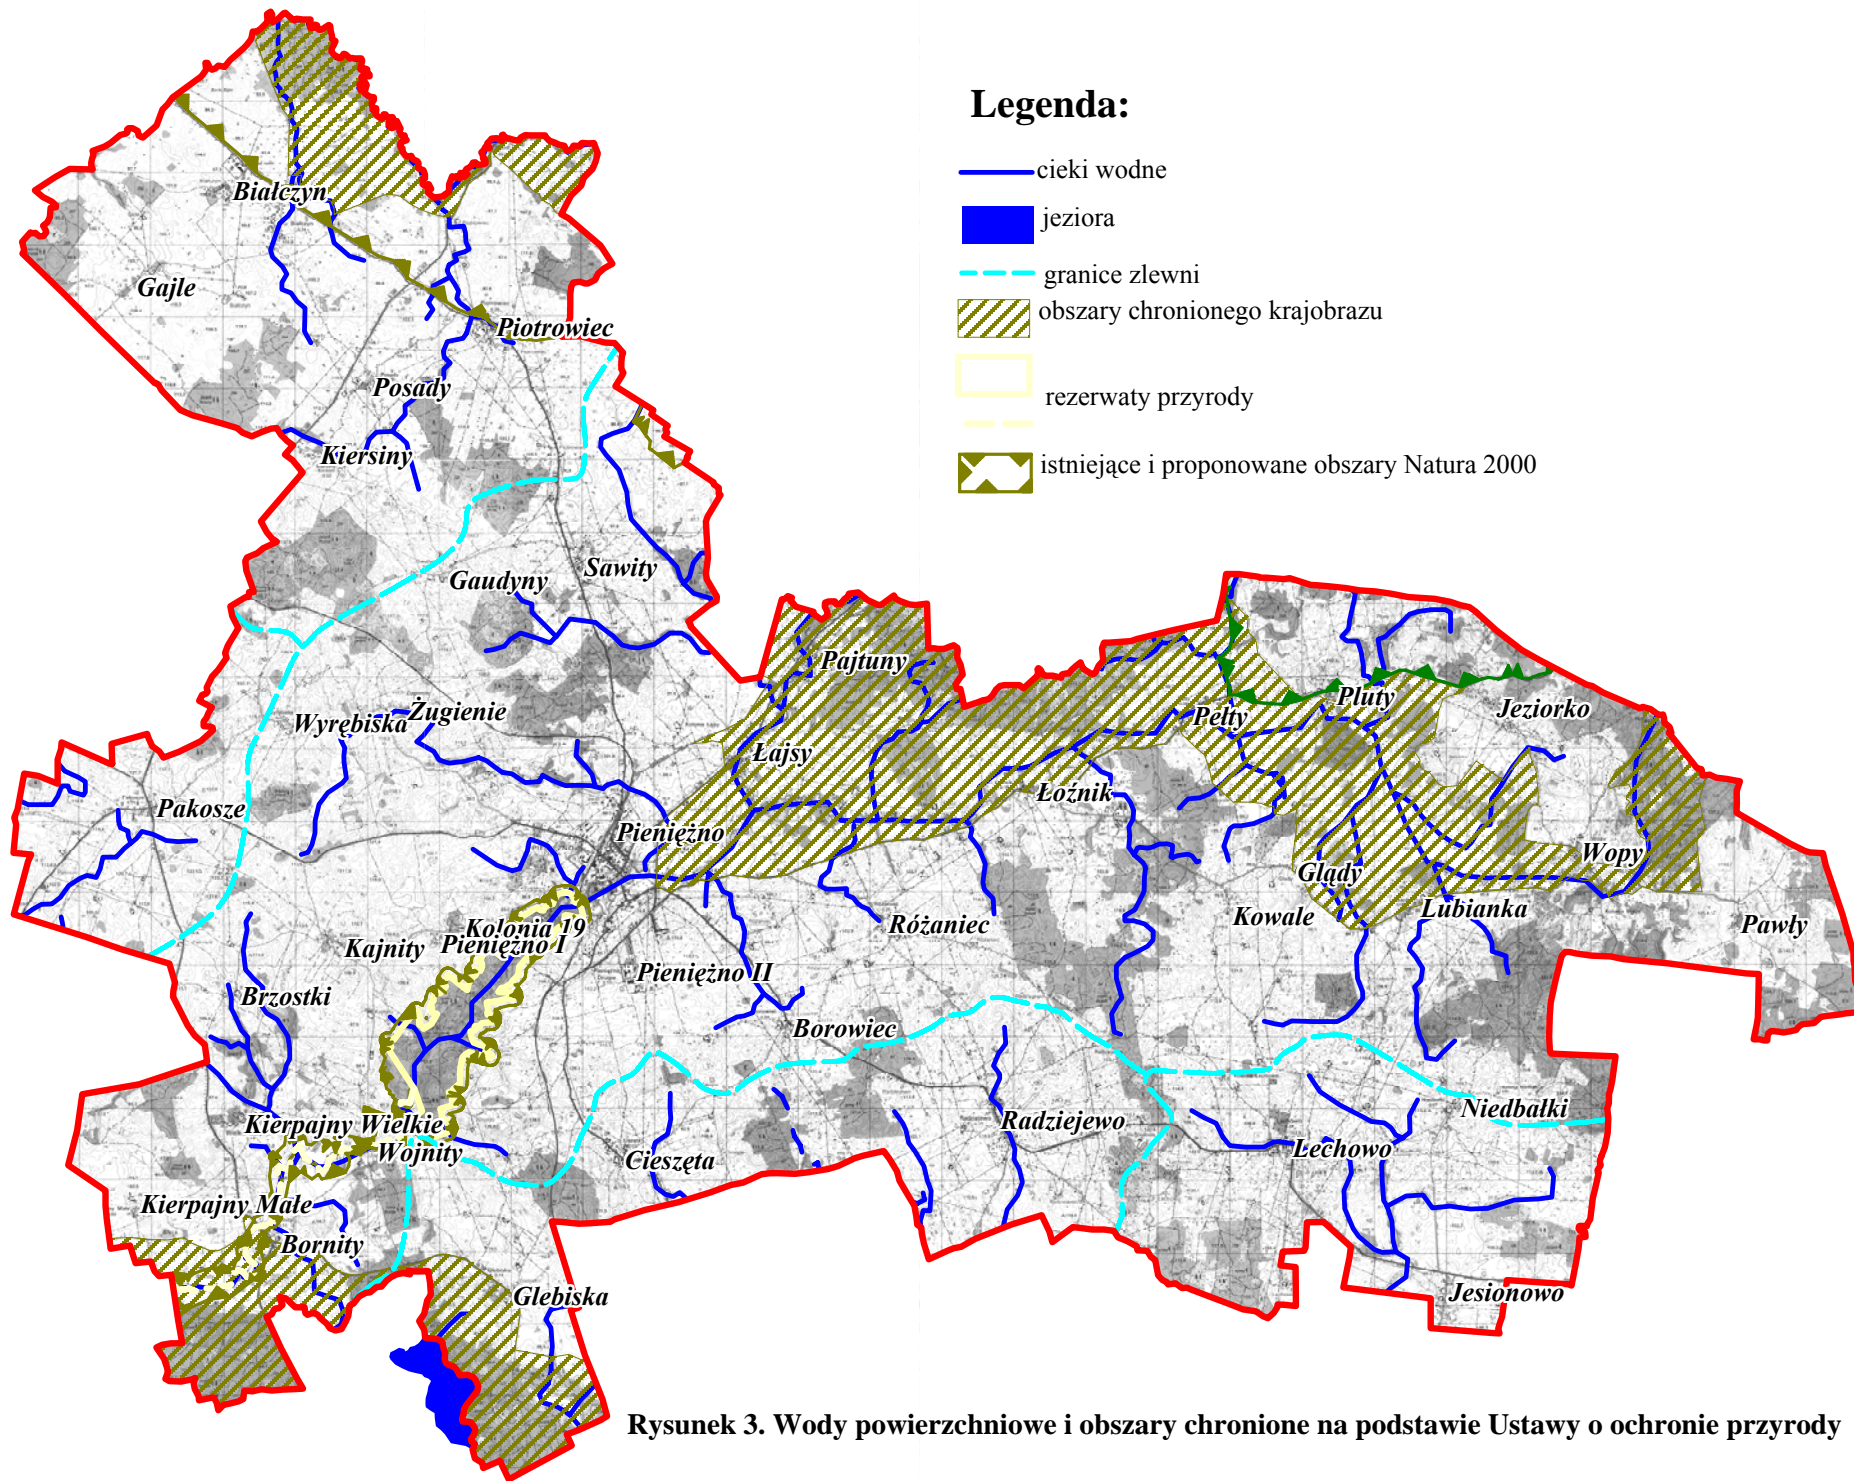 Legenda:
cieki wodne
jeziora
granice zlewni
obszary chronionego krajobrazu
rezerwaty przyrody
istniejące i proponowane obszary Natura 2000
Białczyn
Gajle
Piotrowiec
Posady
Kiersiny
Gaudyny
Sawity
Pajtuny
Wyrębiska
Żugienie
Łajsy
Pełty
Pluty
Jeziorko
Pakosze
Pieniężno
Łoźnik
Glądy
Wopy
Kolonia 19
Pieniężno I
Kajnity
Różaniec
Kowale
Lubianka
Pawły
Pieniężno II
Brzostki
Borowiec
Kierpajny Wielkie
Wojnity
Cieszęta
Radziejewo
Niedbałki
Lechowo
Kierpajny Małe
Bornity
Glebiska
Jesionowo
Rysunek 3. Wody powierzchniowe i obszary chronione na podstawie Ustawy o ochronie przyrody